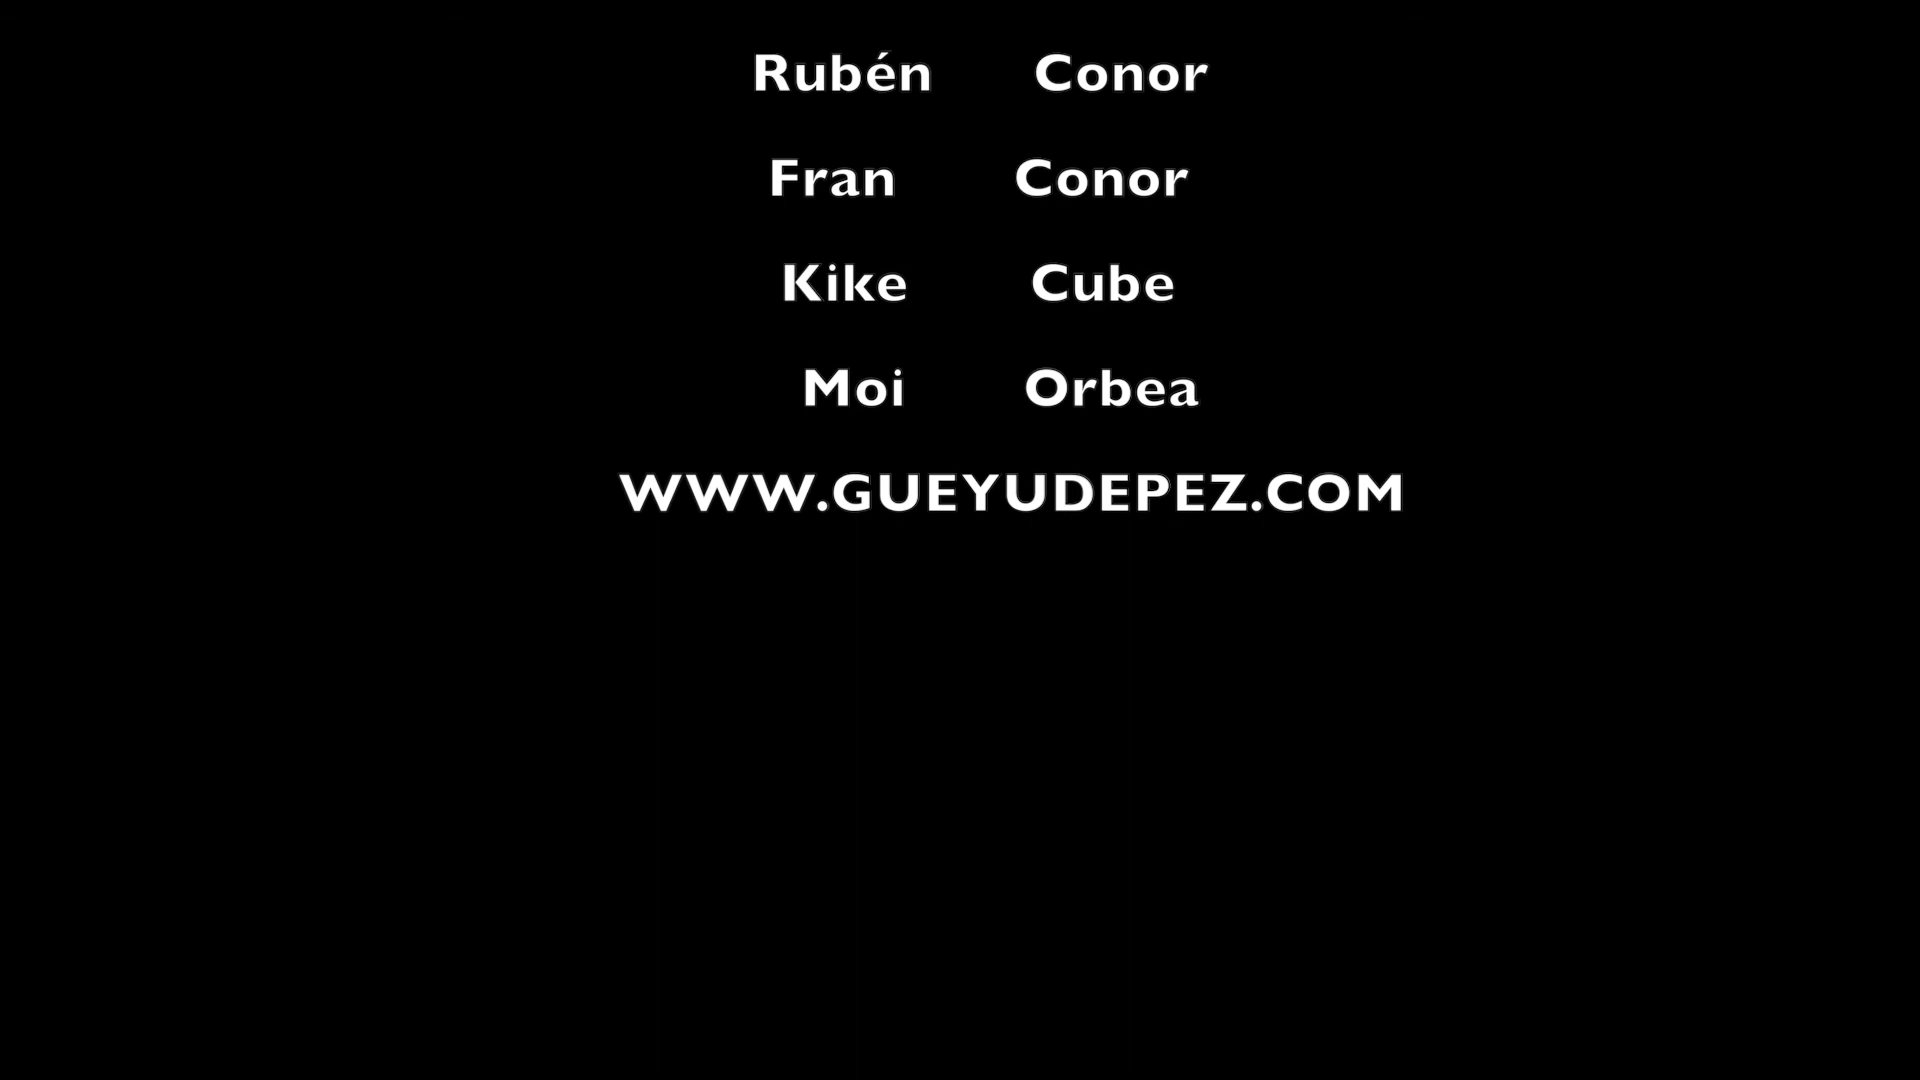 Rubén Conor
Fran Conor
Kike Cube
Moi Orbea
WWW.GUEYUDEPEZ.COM